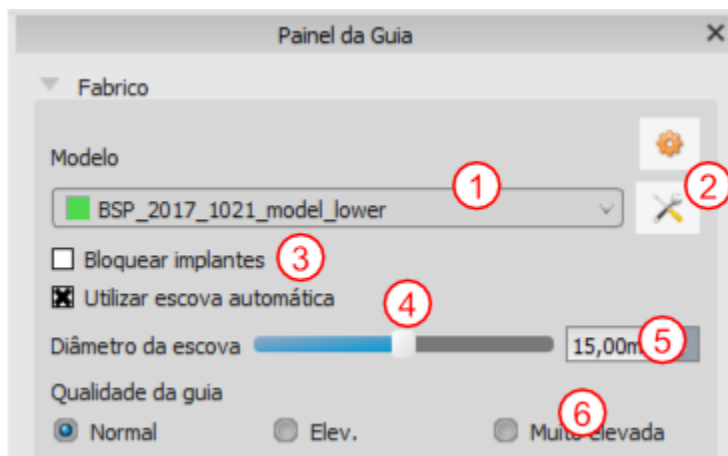 Painel da Guia
Fabrico
Modelo
1
2
BSP_2017_1021_model_lower
Bloquear implantes 3
Utilizar escova automática 4
Diâmetro da escova 15,00m 5
Qualidade da guia
6
Normal Elev. Muito elevada